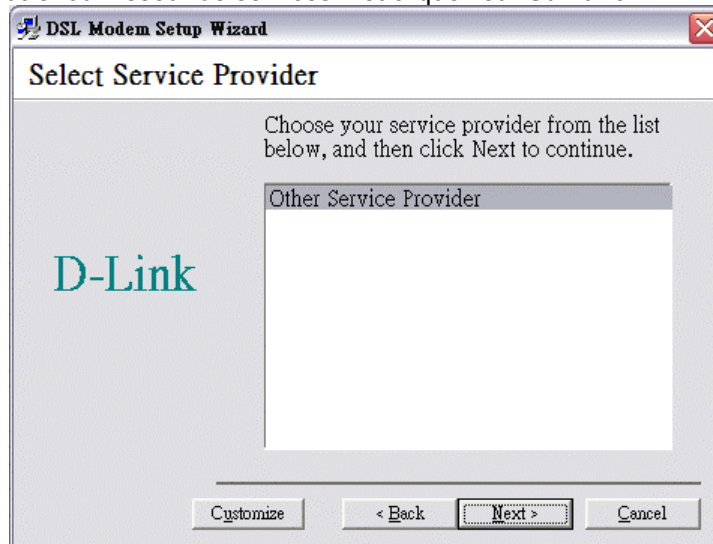 DSL Modem Setup Wizard
Select Service Provider
Choose your service provider from the list
below, and then click Next to continue.
Other Service Provider
D-Link
Customize
< Back
Next >
Cancel